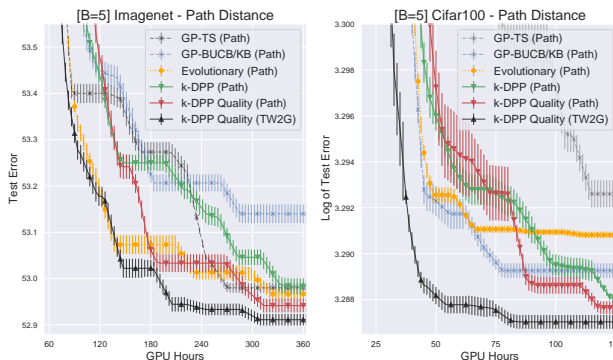 [B=5] Imagenet - Path Distance
53.5
53.4
53.3
53.2
53.1
53.0
52.9
Test Error
GP-TS (Path)
GP-BUCB/KB (Path)
Evolutionary (Path)
k-DPP (Path)
k-DPP Quality (Path)
k-DPP Quality (TW2G)
60 120 180 240 300 360
GPU Hours
[B=5] Cifar100 - Path Distance
3.300
3.298
3.296
3.294
3.292
3.290
3.288
Log of Test Error
GP-TS (Path)
GP-BUCB/KB (Path)
Evolutionary (Path)
k-DPP (Path)
k-DPP Quality (Path)
k-DPP Quality (TW2G)
25 50 75 100
GPU Hours